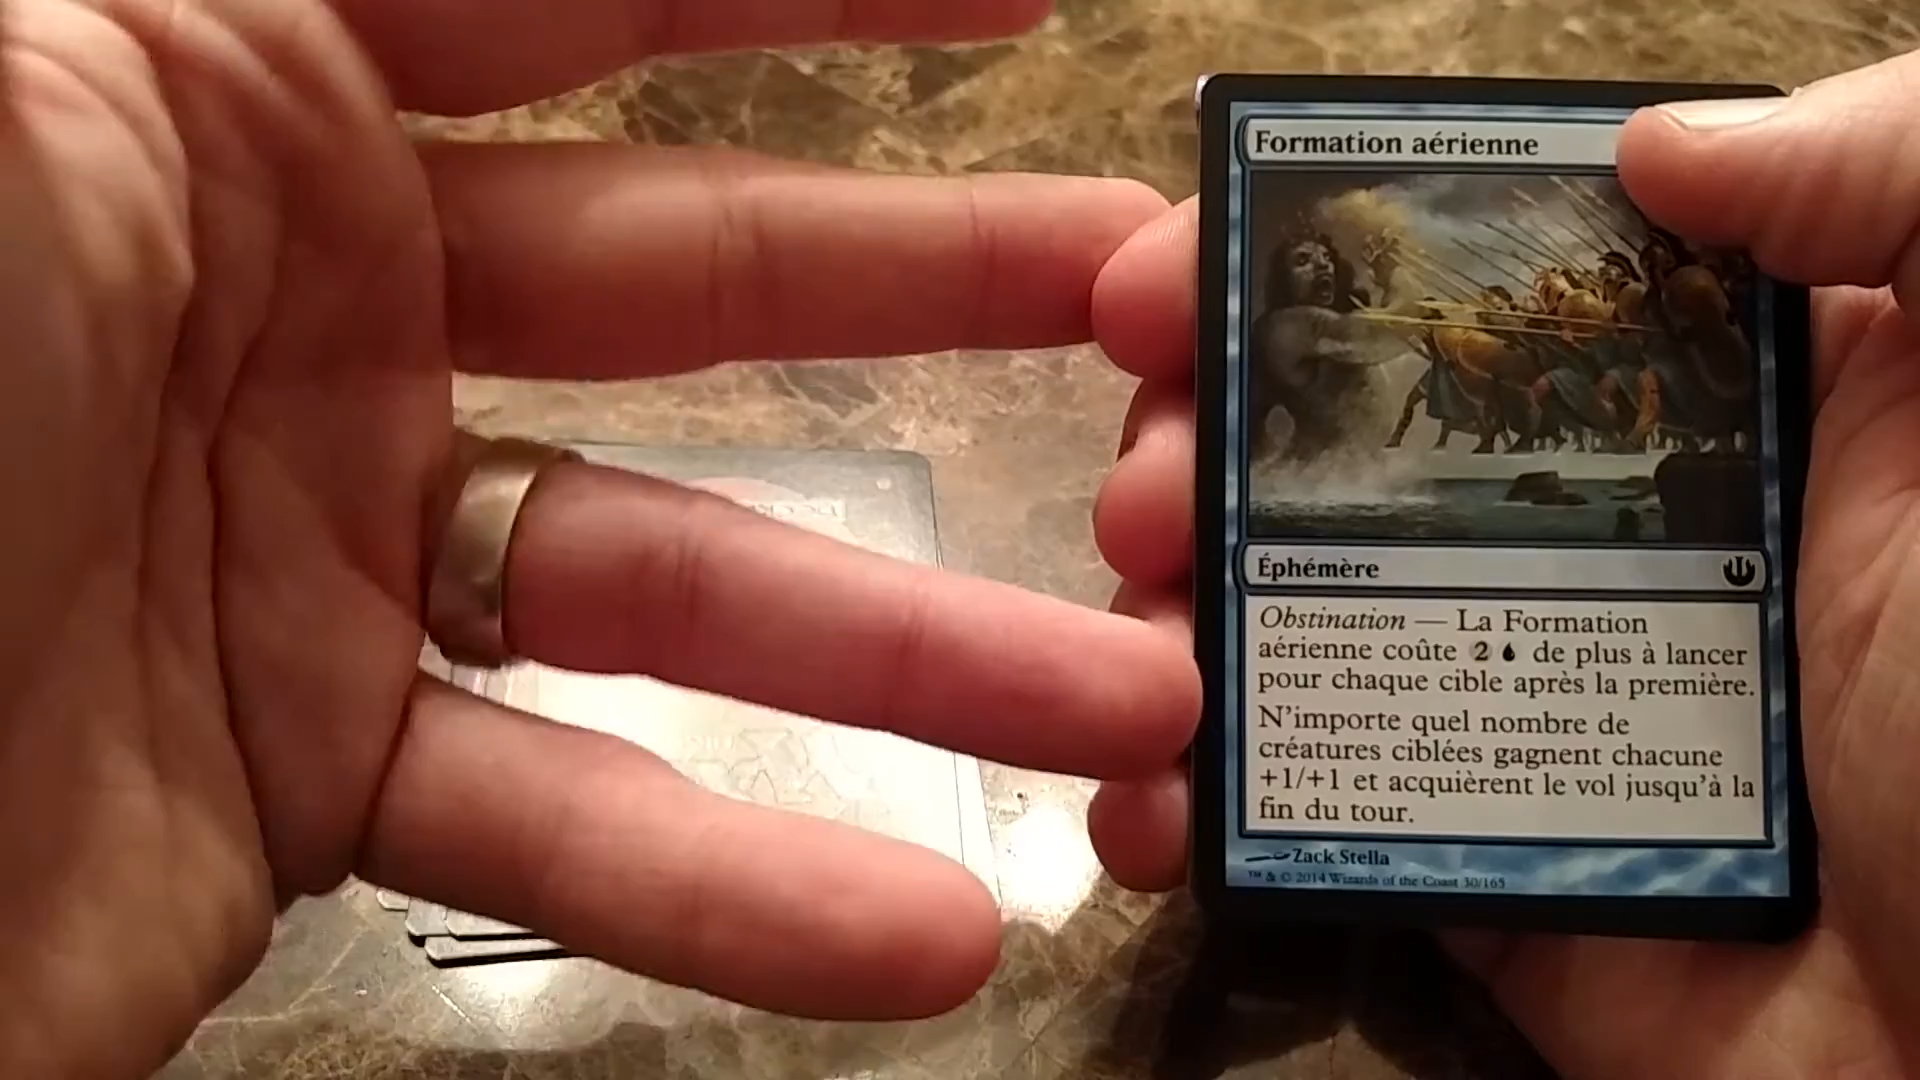 Formation aérienne
Éphémère
Obstination — La Formation
aérienne coûte 2 de plus à lancer
pour chaque cible après la première.
N'importe quel nombre de
créatures ciblées gagnent chacune
+1/+1 et acquièrent le vol jusqu'à la
fin du tour.
Zack Stella
™ & © 2014 Wizards of the Coast 30/165